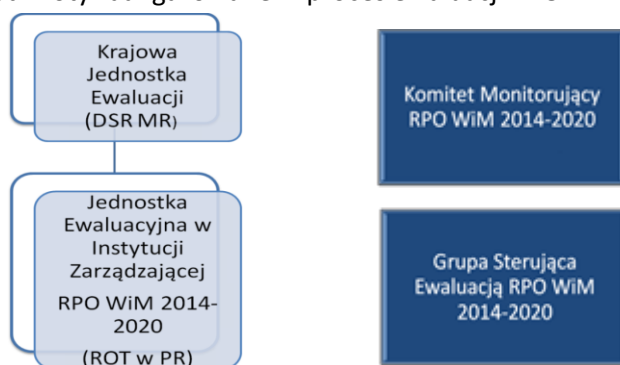 Krajowa
Jednostka
Ewaluacji
(DSR MR)
Jednostka
Ewaluacyjna w
Instytucji
Zarządzającej
RPO WiM 2014-
2020
(ROT w PR)
Komitet Monitorujący
RPO WiM 2014-2020
Grupa Sterująca
Ewaluacją RPO WiM
2014-2020